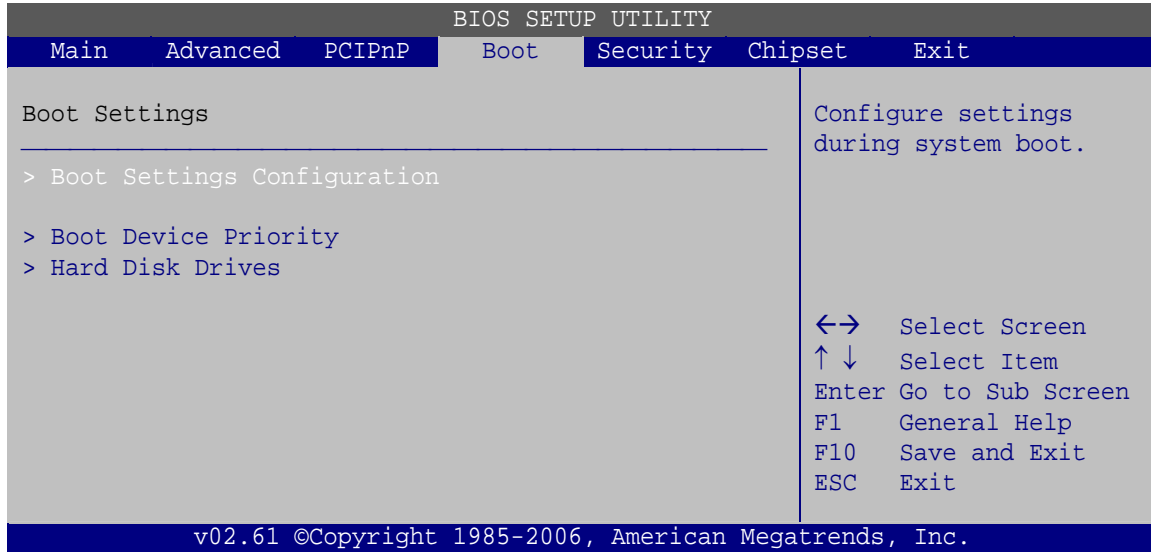 BIOS SETUP UTILITY
Main Advanced PCIPnP Boot Security Chipset Exit
Boot Settings
> Boot Settings Configuration
> Boot Device Priority
> Hard Disk Drives
Configure settings
during system boot.
←→ Select Screen
↑ ↓ Select Item
Enter Go to Sub Screen
F1 General Help
F10 Save and Exit
ESC Exit
v02.61 ©Copyright 1985-2006, American Megatrends, Inc.